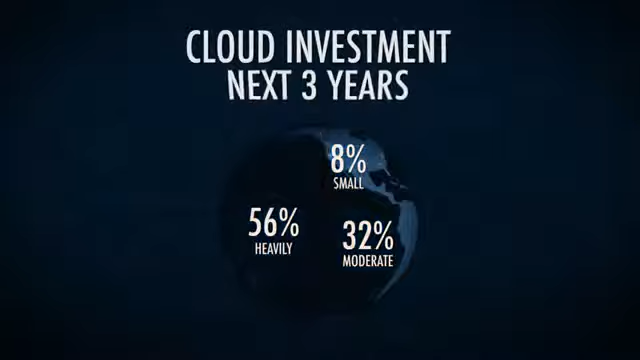 CLOUD INVESTMENT
NEXT 3 YEARS
8%
SMALL
56%
HEAVILY
32%
MODERATE